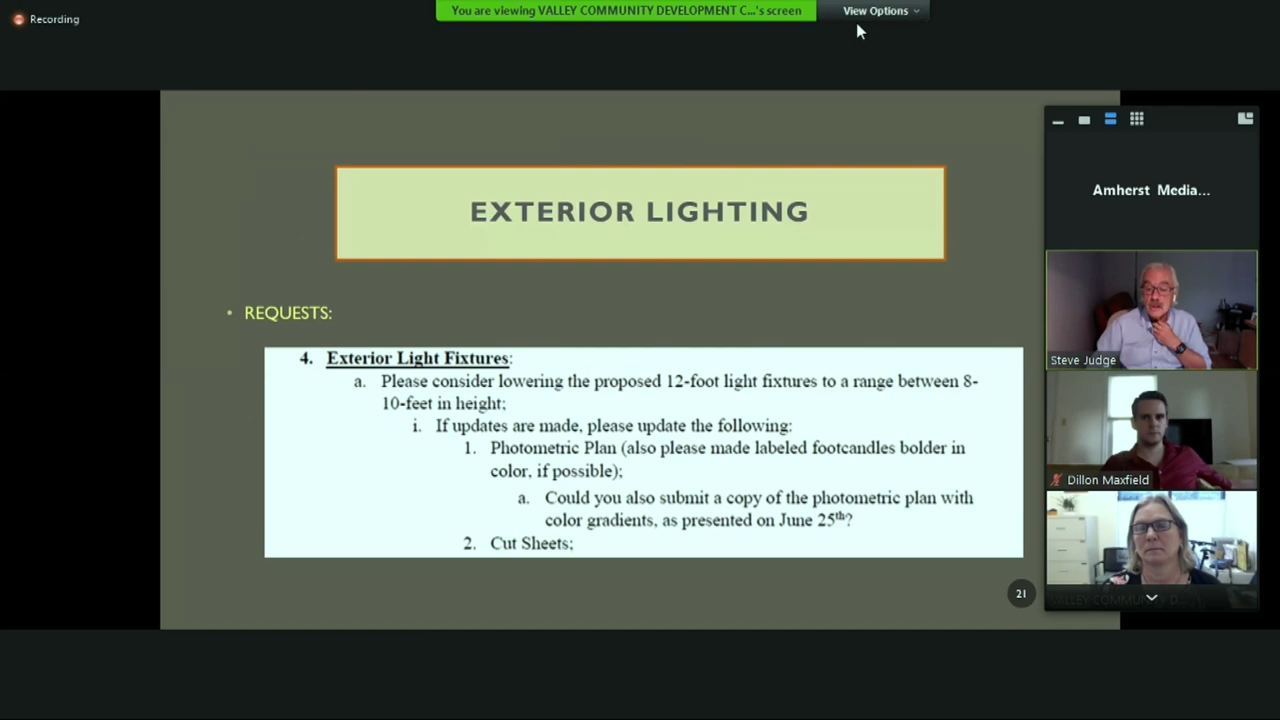 Recording
You are viewing VALLEY COMMUNITY DEVELOPMENT C...'s screen
View Options
EXTERIOR LIGHTING
• REQUESTS:
4. Exterior Light Fixtures:
a. Please consider lowering the proposed 12-foot light fixtures to a range between 8-
10-feet in height;
i. If updates are made, please update the following:
1. Photometric Plan (also please made labeled footcandles bolder in
color, if possible);
a. Could you also submit a copy of the photometric plan with
color gradients, as presented on June 25th?
2. Cut Sheets;
21
Amherst Media...
Steve Judge
Dillon Maxfield
VALLEY COMMUNITY D...